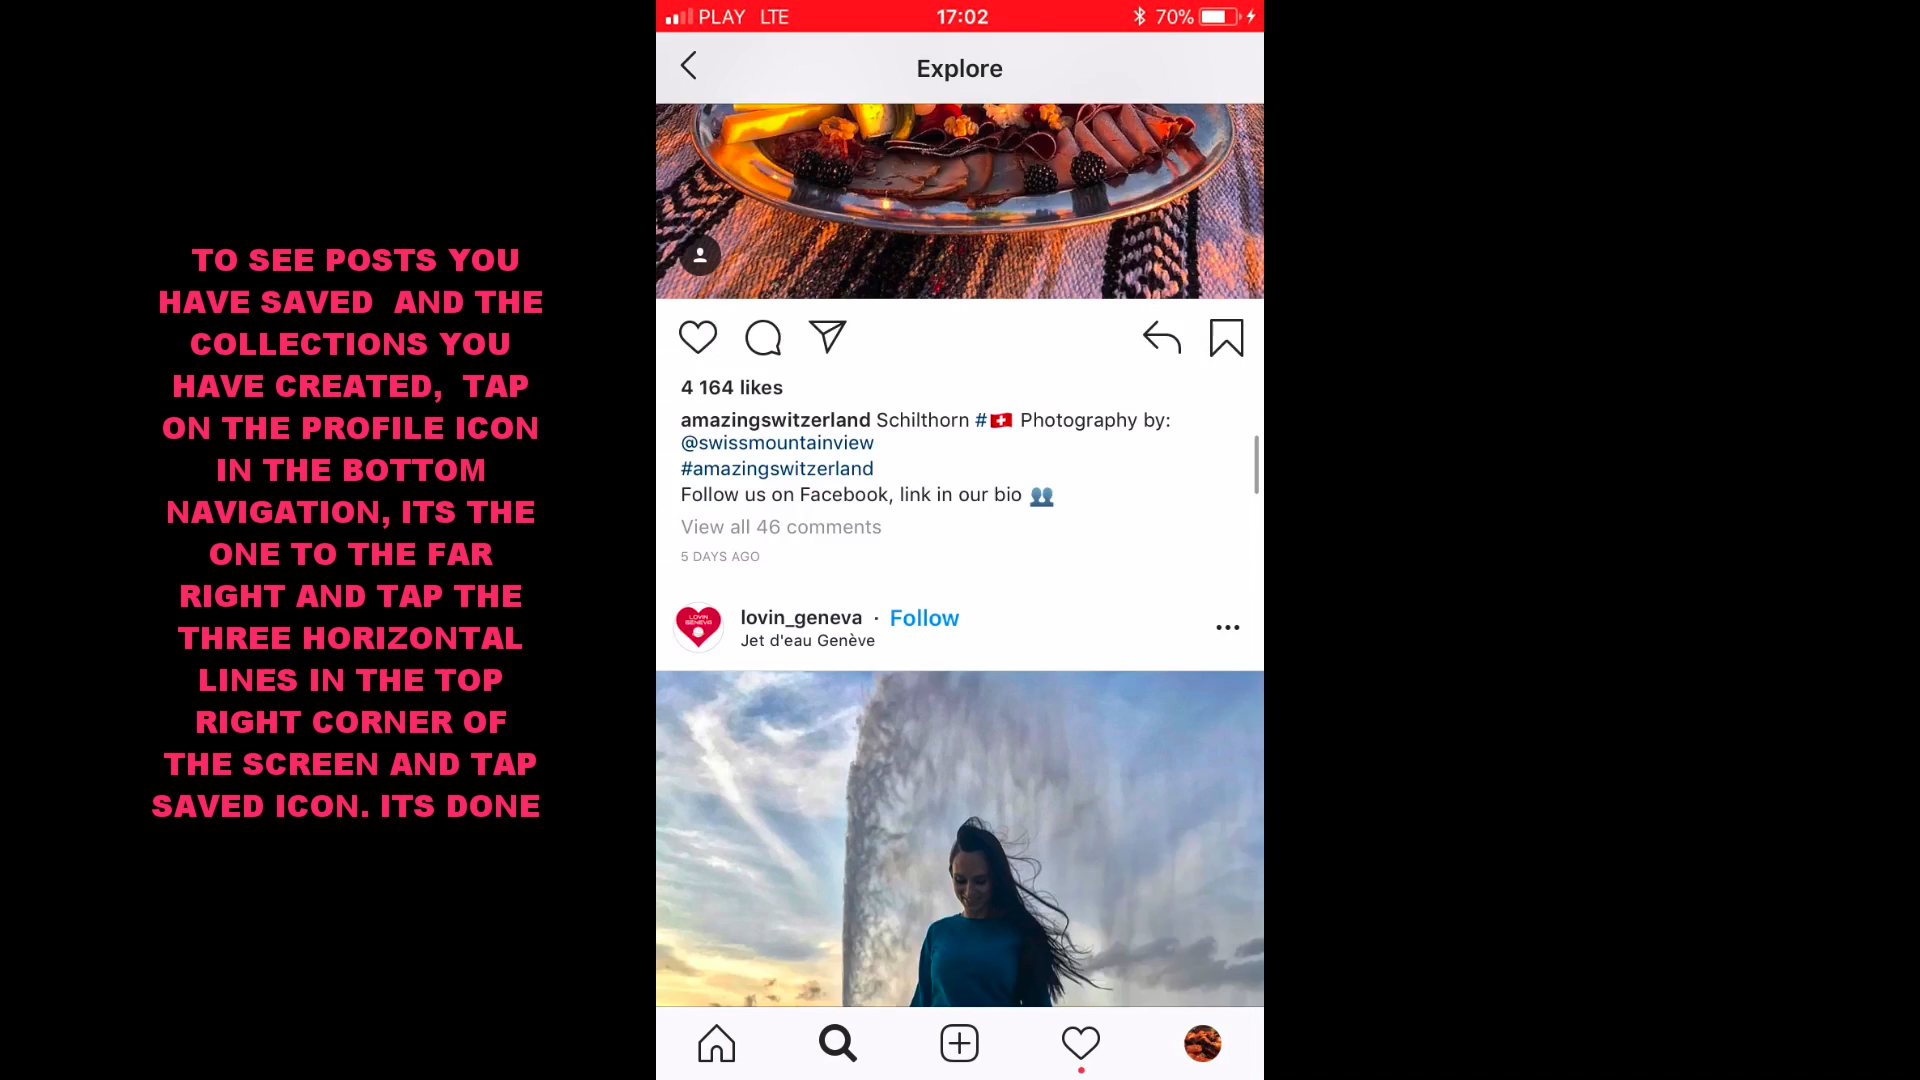 TO SEE POSTS YOU
HAVE SAVED AND THE
COLLECTIONS YOU
HAVE CREATED, TAP
ON THE PROFILE ICON
IN THE BOTTOM
NAVIGATION, ITS THE
ONE TO THE FAR
RIGHT AND TAP THE
THREE HORIZONTAL
LINES IN THE TOP
RIGHT CORNER OF
THE SCREEN AND TAP
SAVED ICON. ITS DONE
PLAY LTE 17:02 70%
Explore
4 164 likes
amazingswitzerland Schilthorn #🇨🇭 Photography by:
@swissmountainview
#amazingswitzerland
Follow us on Facebook, link in our bio 👥
View all 46 comments
5 DAYS AGO
LOVIN
GENEVA
lovin_geneva · Follow
Jet d'eau Genève